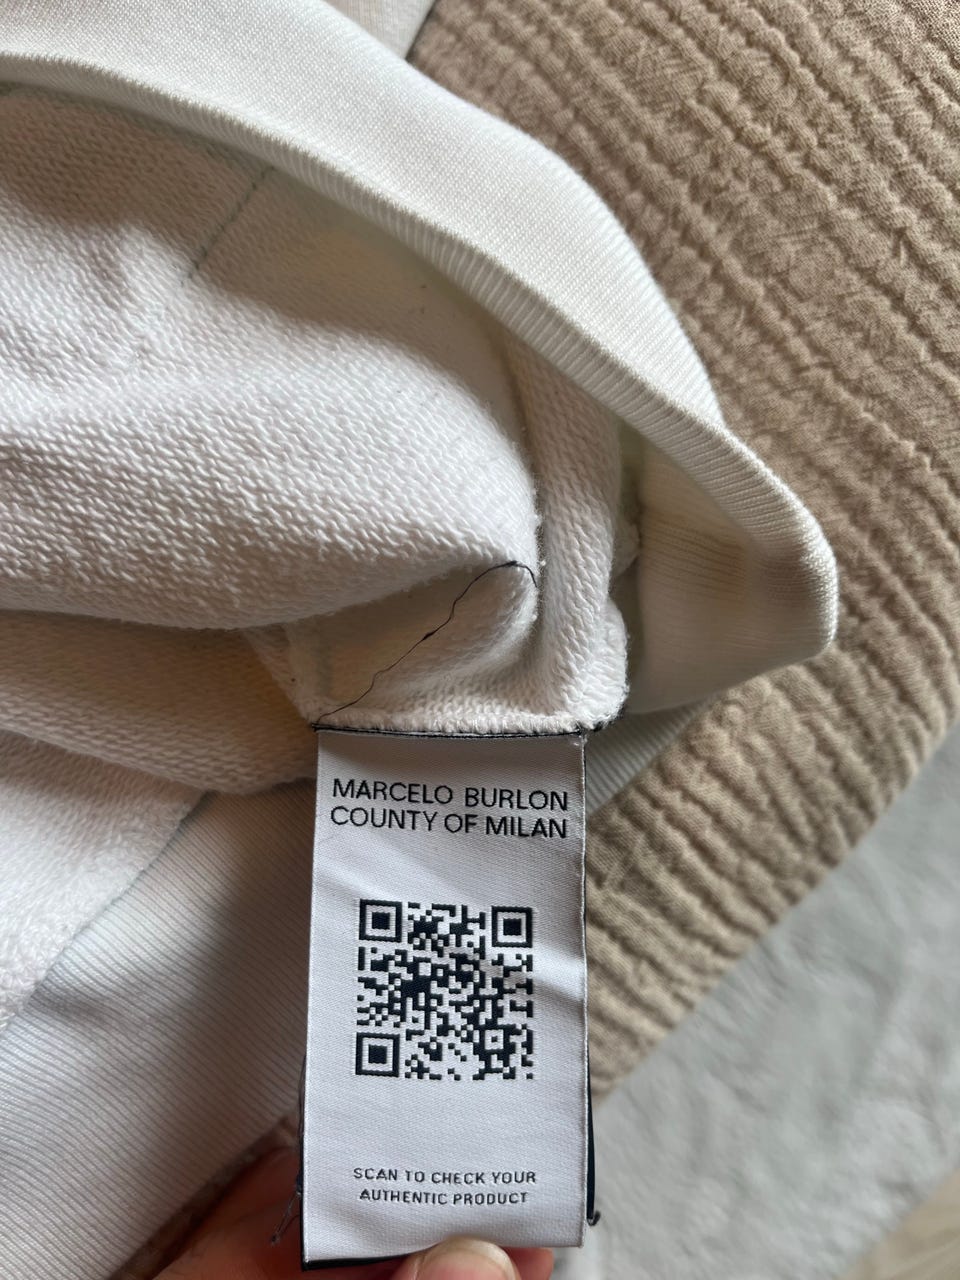 MARCELO BURLON
COUNTY OF MILAN
SCAN TO CHECK YOUR
AUTHENTIC PRODUCT